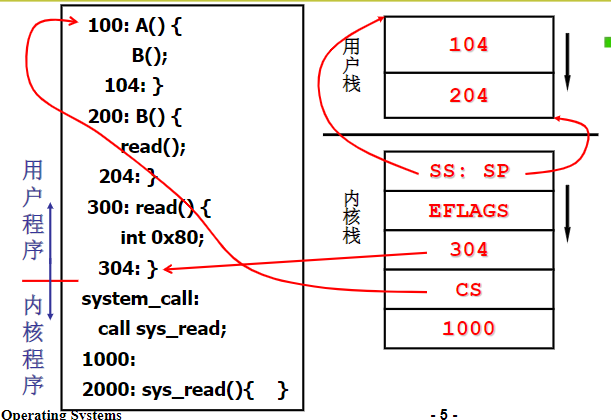 100: A() {
B();
104: }
200: B() {
read();
204: }
300: read() {
int 0x80;
304: }
system_call:
call sys_read;
1000:
2000: sys_read(){ }
用户程序
内核程序
用户栈
104
204
内核栈
SS: SP
EFLAGS
304
CS
1000
Operating Systems
- 5 -